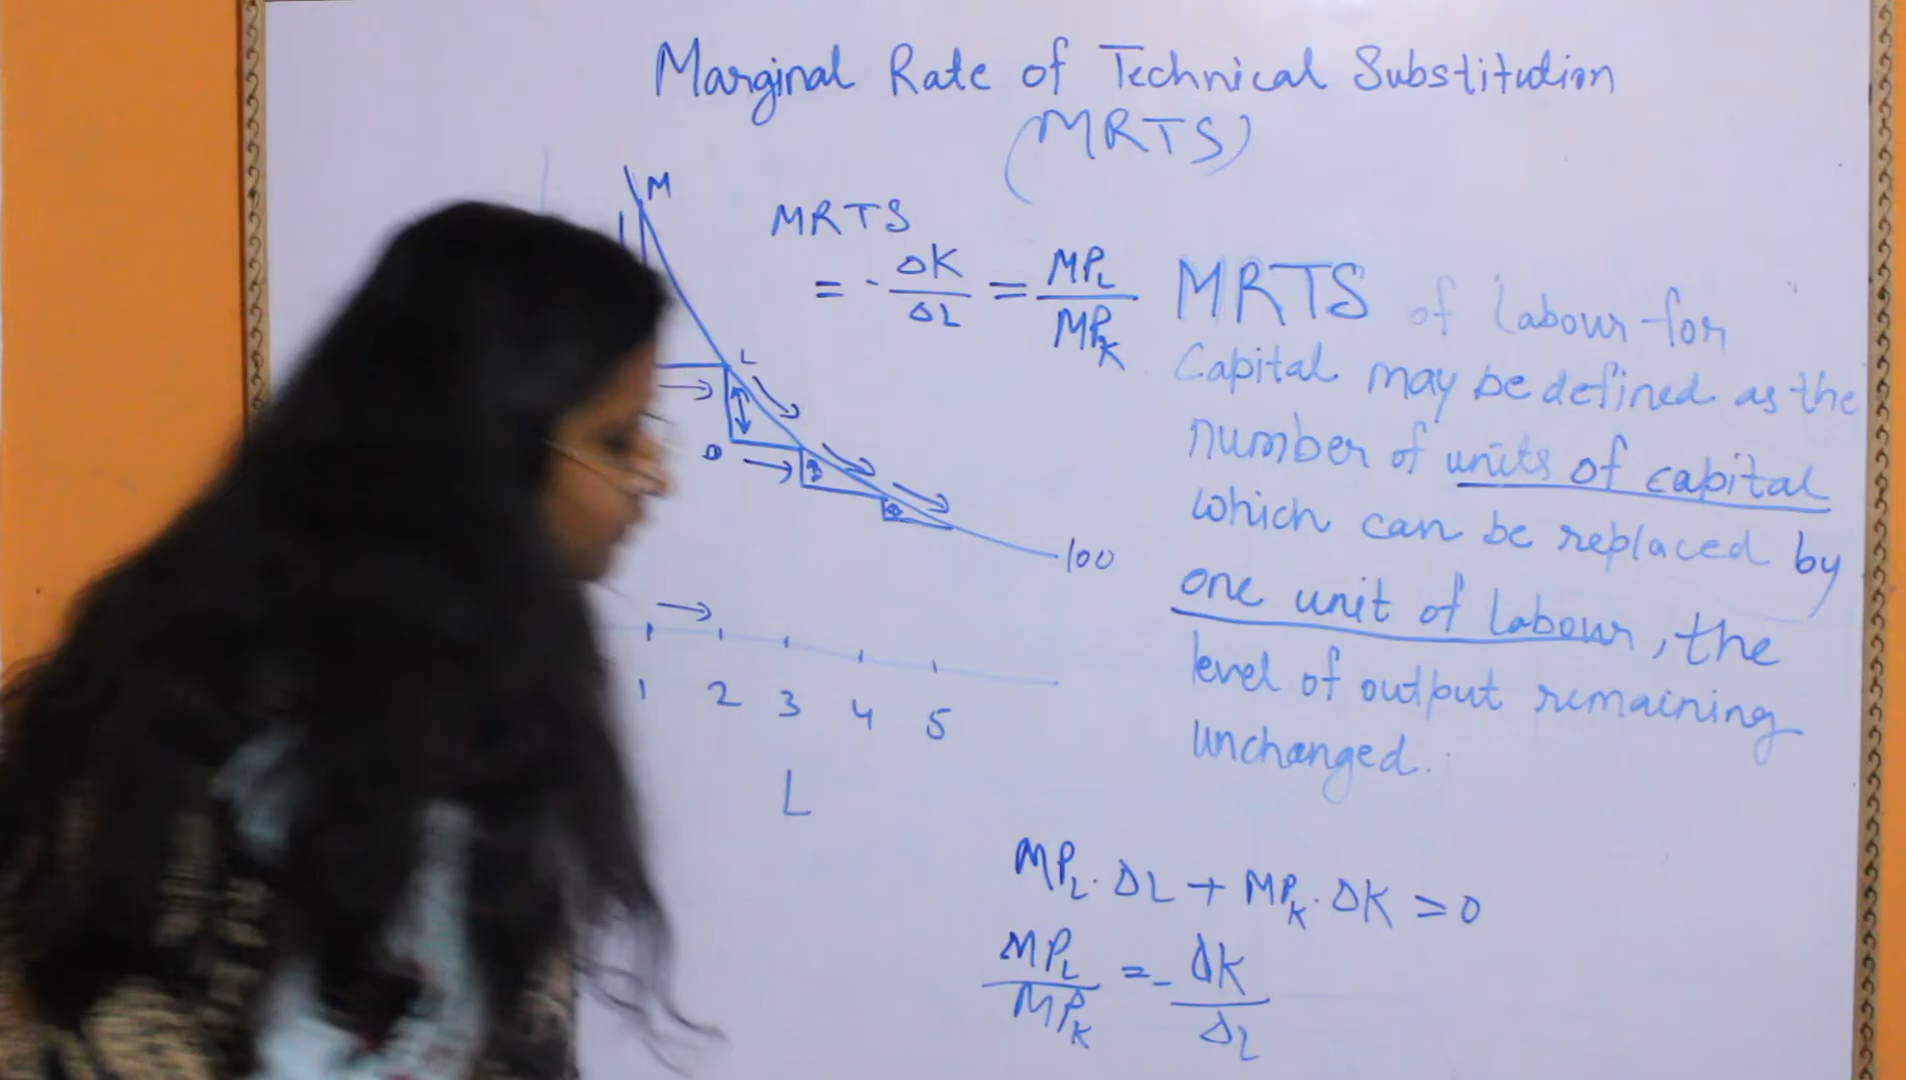 Marginal Rate of Technical Substitution
(MRTS)
M
MRTS
= - ΔK/ΔL = MPL/MPK
MRTS of Labour for
Capital may be defined as the
number of units of capital
which can be replaced by
one unit of labour, the
level of output remaining
unchanged.
L
100
1 2 3 4 5
L
MPL . ΔL + MPK . ΔK = 0
MPL/MPK = - ΔK/ΔL